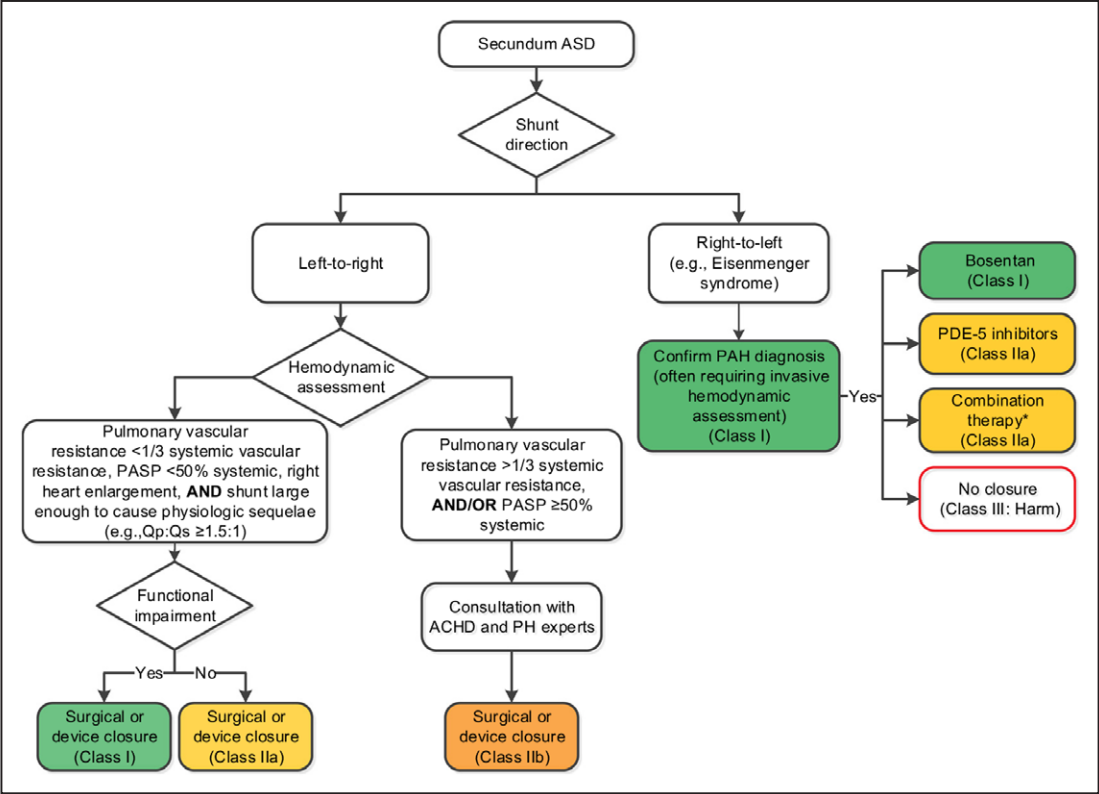 Secundum ASD
Shunt
direction
Left-to-right
Right-to-left
(e.g., Eisenmenger
syndrome)
Hemodynamic
assessment
Confirm PAH diagnosis
(often requiring invasive
hemodynamic
assessment)
(Class I)
Yes
Bosentan
(Class I)
PDE-5 inhibitors
(Class IIa)
Combination
therapy*
(Class IIa)
No closure
(Class III: Harm)
Pulmonary vascular
resistance <1/3 systemic vascular
resistance, PASP <50% systemic, right
heart enlargement, AND shunt large
enough to cause physiologic sequelae
(e.g.,Qp:Qs ≥1.5:1)
Pulmonary vascular
resistance >1/3 systemic
vascular resistance,
AND/OR PASP ≥50%
systemic
Functional
impairment
Consultation with
ACHD and PH experts
Yes
No
Surgical or
device closure
(Class I)
Surgical or
device closure
(Class IIa)
Surgical or
device closure
(Class IIb)